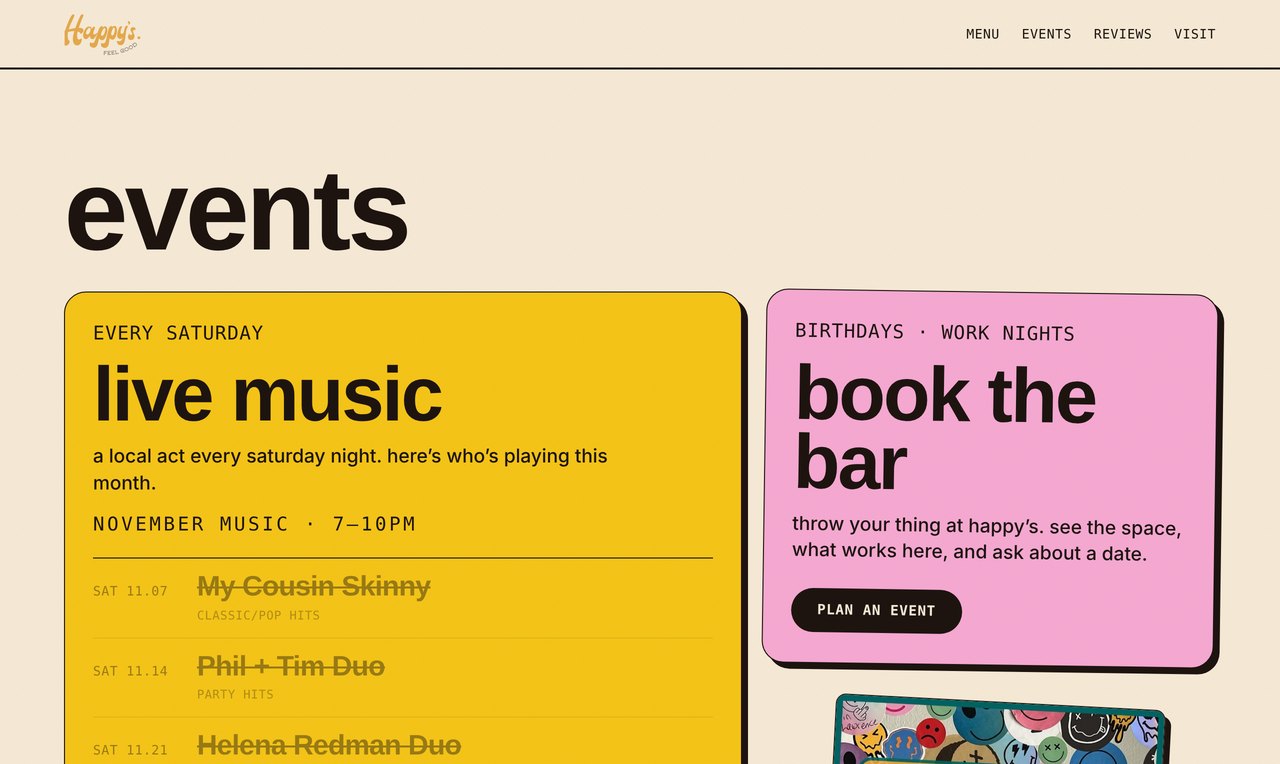 Happy's.
FEEL GOOD
MENU EVENTS REVIEWS VISIT
events
EVERY SATURDAY
live music
a local act every saturday night. here’s who’s playing this
month.
NOVEMBER MUSIC · 7–10PM
SAT 11.07 My Cousin Skinny
CLASSIC/POP HITS
SAT 11.14 Phil + Tim Duo
PARTY HITS
SAT 11.21 Helena Redman Duo
BIRTHDAYS · WORK NIGHTS
book the
bar
throw your thing at happy’s. see the space,
what works here, and ask about a date.
PLAN AN EVENT